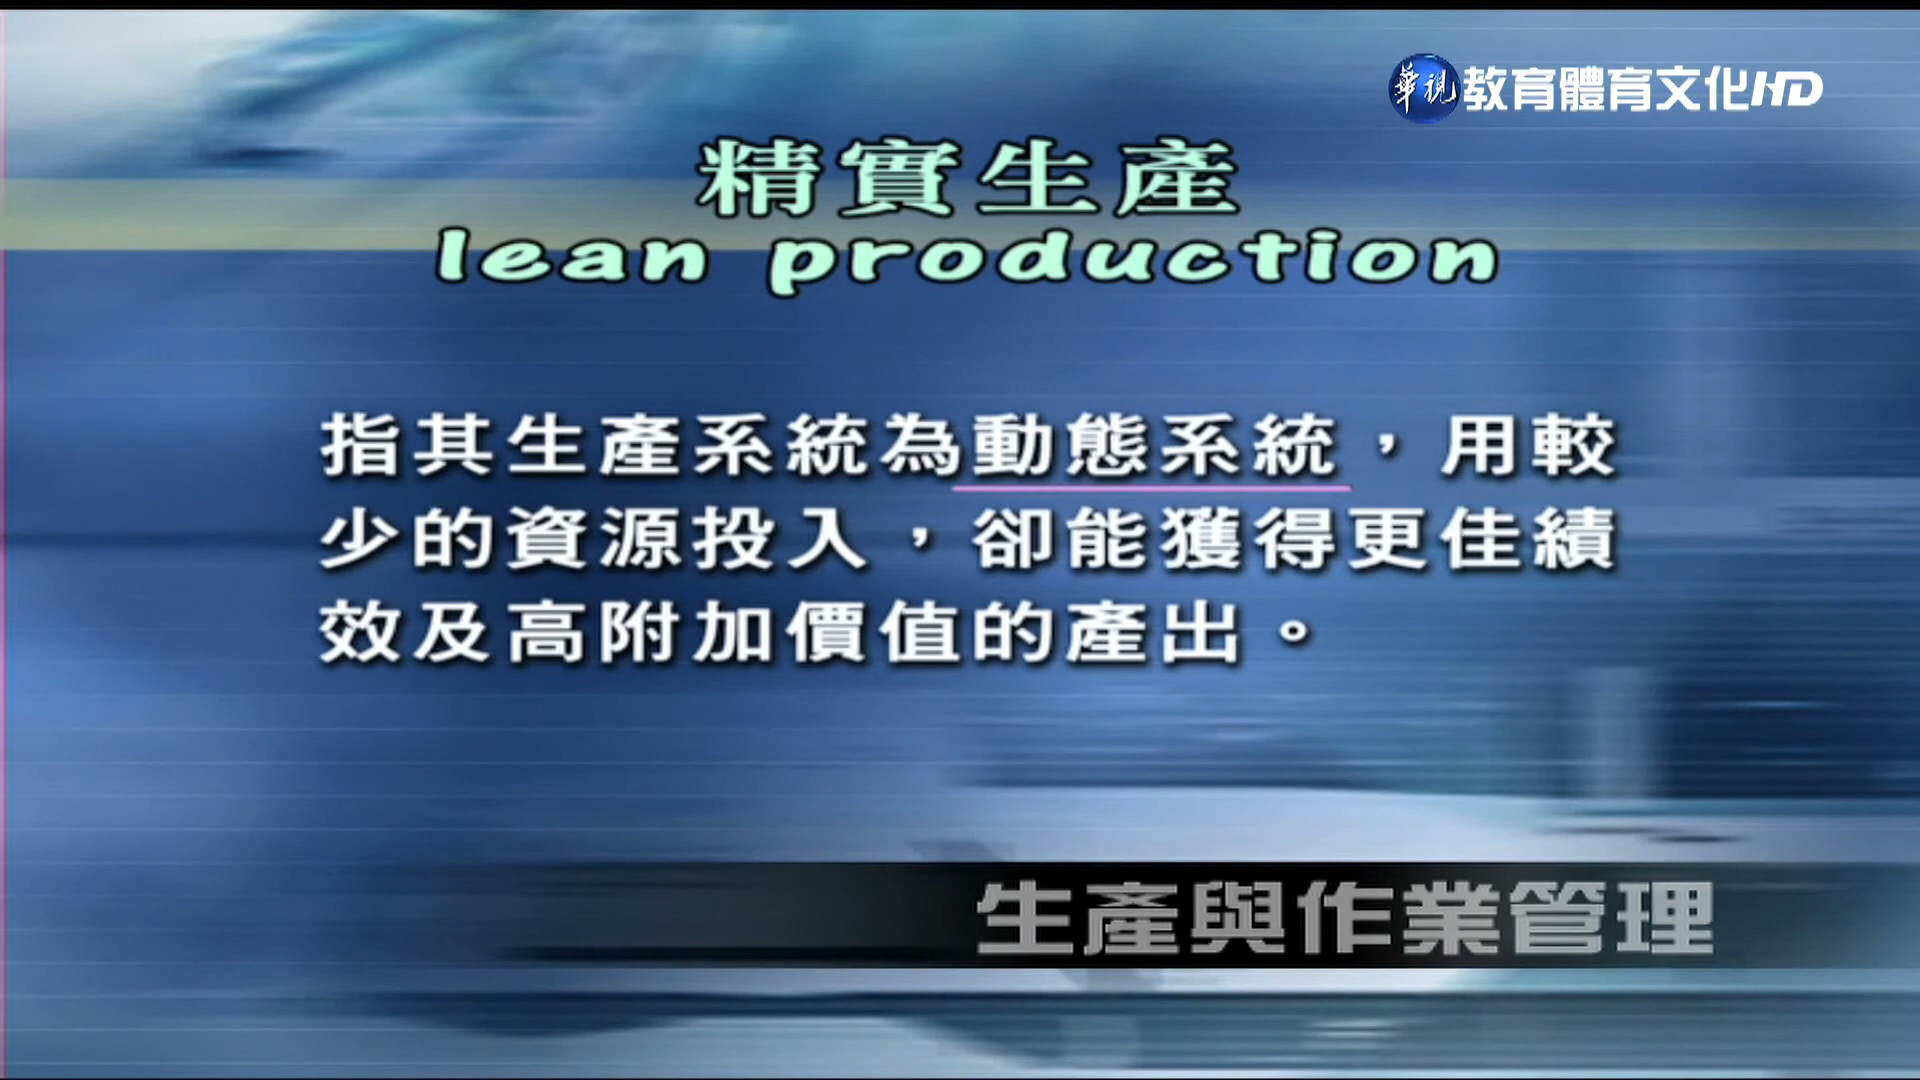 華視 教育體育文化HD
精實生產
lean production
指其生產系統為動態系統，用較
少的資源投入，卻能獲得更佳績
效及高附加價值的產出。
生產與作業管理